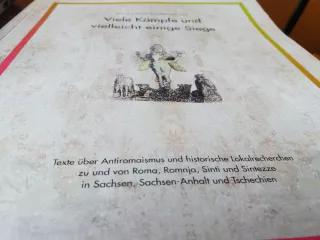 Viele Kämpfe und
vielleicht einige Siege
Texte über Antiromaismus und historische Lokalrecherchen
zu und von Roma, Romnja, Sinti und Sintezze
in Sachsen, Sachsen-Anhalt und Tschechien